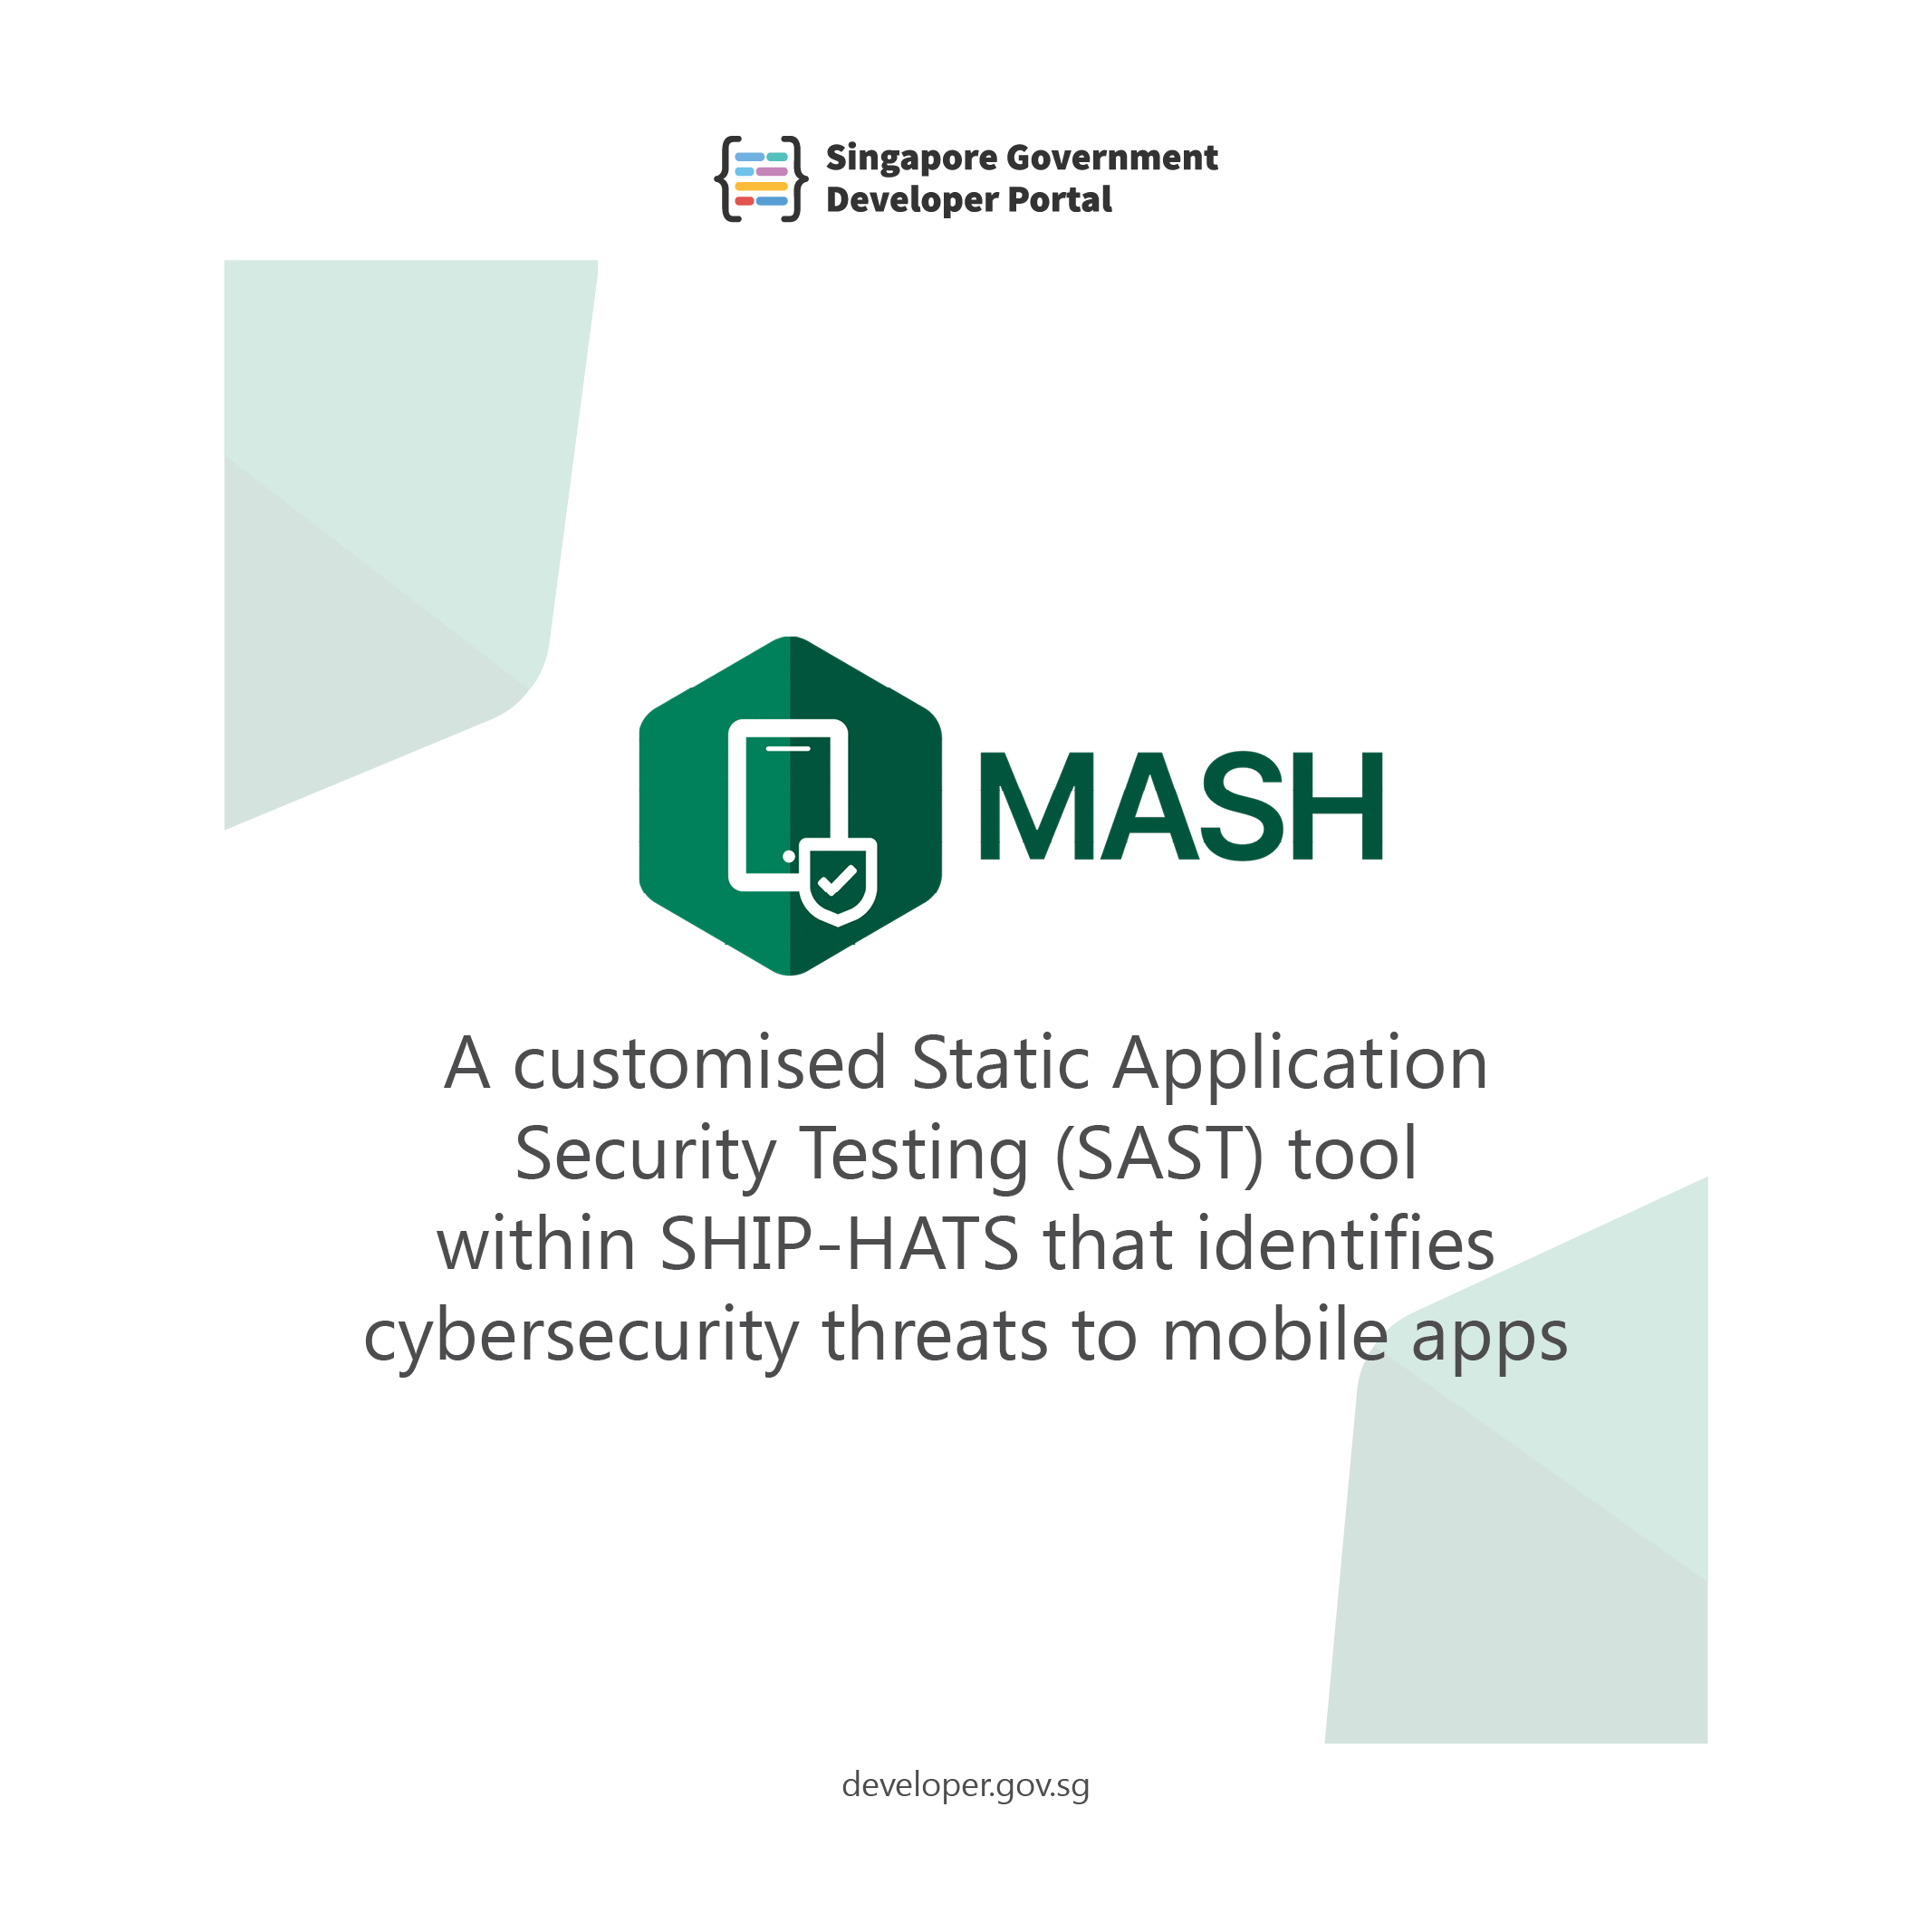 Singapore Government
Developer Portal
MASH
A customised Static Application
Security Testing (SAST) tool
within SHIP-HATS that identifies
cybersecurity threats to mobile apps
developer.gov.sg